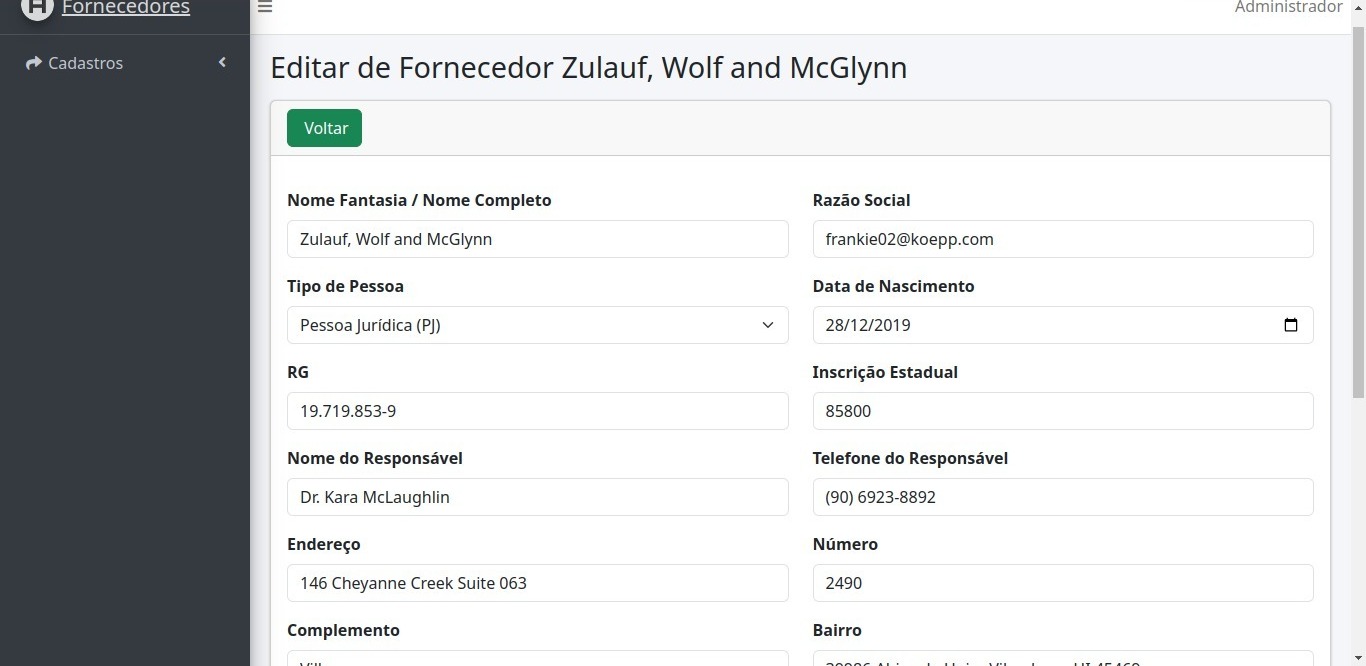 H Fornecedores
Administrador
Cadastros
Editar de Fornecedor Zulauf, Wolf and McGlynn
Voltar
Nome Fantasia / Nome Completo
Razão Social
Zulauf, Wolf and McGlynn
frankie02@koepp.com
Tipo de Pessoa
Data de Nascimento
Pessoa Jurídica (PJ)
28/12/2019
RG
Inscrição Estadual
19.719.853-9
85800
Nome do Responsável
Telefone do Responsável
Dr. Kara McLaughlin
(90) 6923-8892
Endereço
Número
146 Cheyanne Creek Suite 063
2490
Complemento
Bairro